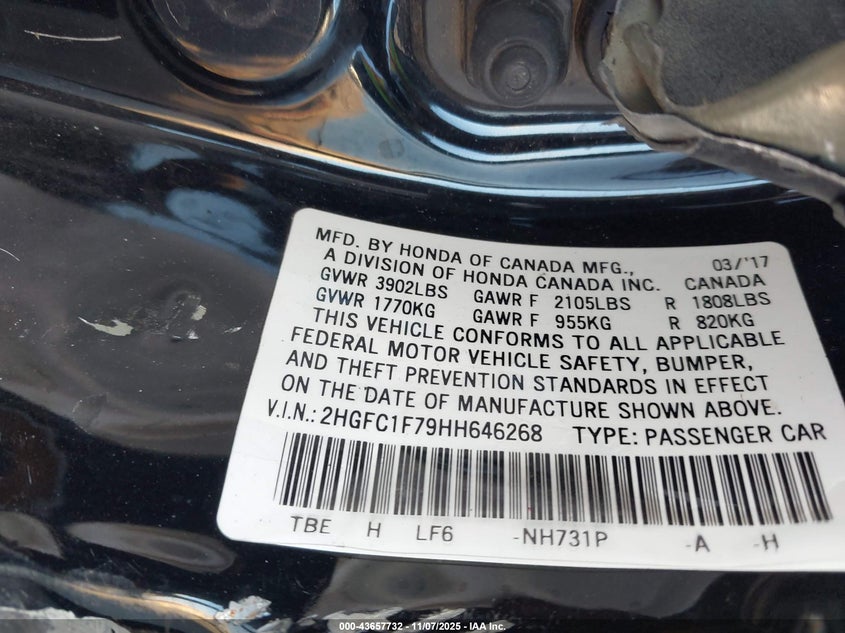 MFD. BY HONDA OF CANADA MFG., 03/'17
A DIVISION OF HONDA CANADA INC. CANADA
GVWR 3902LBS GAWR F 2105LBS R 1808LBS
GVWR 1770KG GAWR F 955KG R 820KG
THIS VEHICLE CONFORMS TO ALL APPLICABLE
FEDERAL MOTOR VEHICLE SAFETY, BUMPER,
AND THEFT PREVENTION STANDARDS IN EFFECT
ON THE DATE OF MANUFACTURE SHOWN ABOVE.
V.I.N.: 2HGFC1F79HH646268 TYPE: PASSENGER CAR
TBE H LF6 -NH731P -A -H
000-43657732 - 11/07/2025 - IAA Inc.